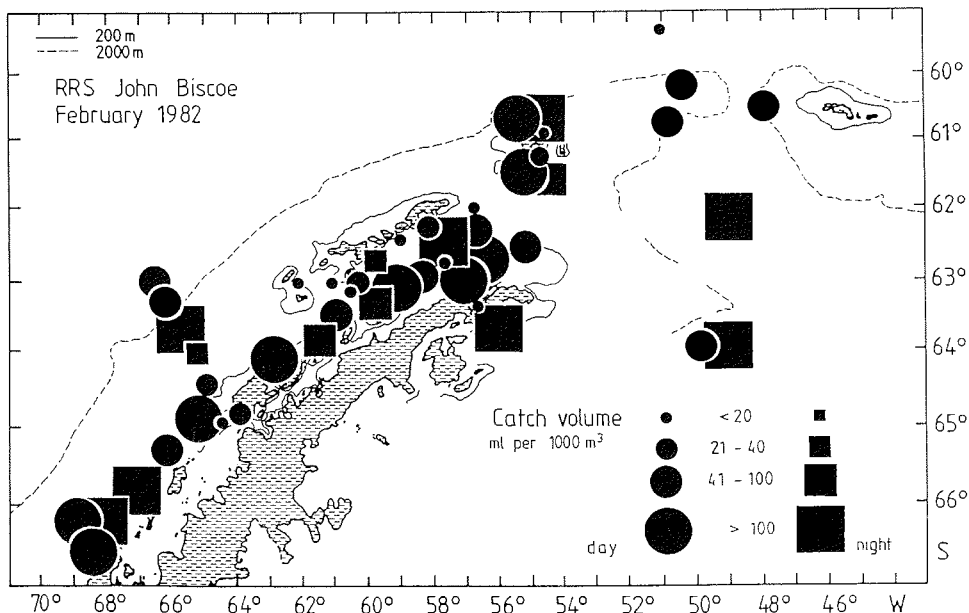 200 m
2000 m
RRS John Biscoe
February 1982
60°
61°
62°
63°
64°
65°
66°
S
Catch volume
ml per 1000 m³
< 20
21 - 40
41 - 100
> 100
day
night
70° 68° 66° 64° 62° 60° 58° 56° 54° 52° 50° 48° 46° W